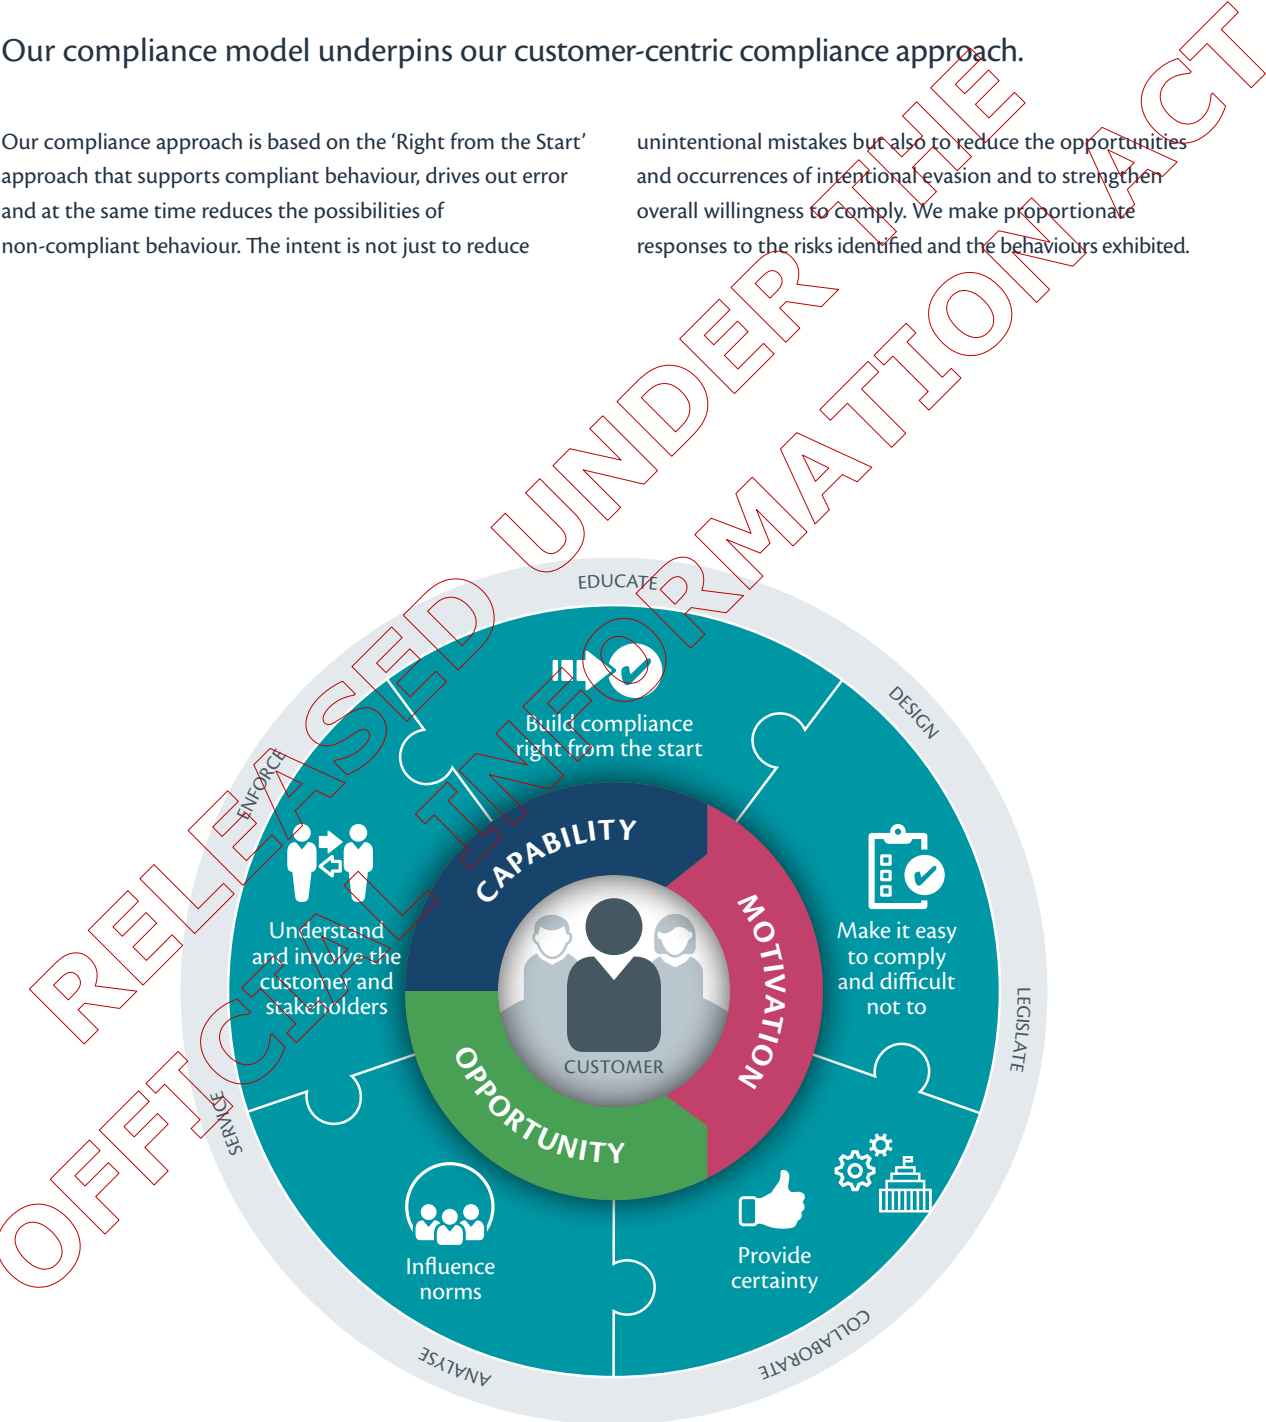 Our compliance model underpins our customer-centric compliance approach.
Our compliance approach is based on the ‘Right from the Start’
approach that supports compliant behaviour, drives out error
and at the same time reduces the possibilities of
non-compliant behaviour. The intent is not just to reduce
unintentional mistakes but also to reduce the opportunities
and occurrences of intentional evasion and to strengthen
overall willingness to comply. We make proportionate
responses to the risks identified and the behaviours exhibited.
RELEASED UNDER THE
OFFICIAL INFORMATION ACT
EDUCATE
DESIGN
LEGISLATE
COLLABORATE
ANALYSE
SERVICE
ENFORCE
Build compliance
right from the start
Make it easy
to comply
and difficult
not to
Provide
certainty
Influence
norms
Understand
and involve the
customer and
stakeholders
CAPABILITY
MOTIVATION
OPPORTUNITY
CUSTOMER